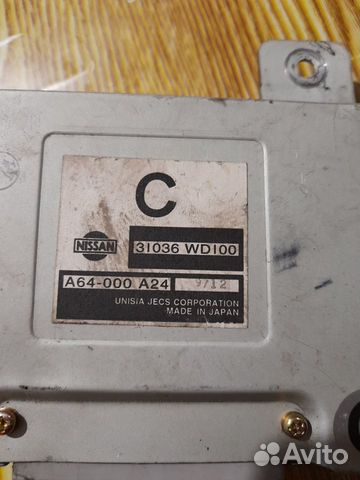 C
NISSAN 31036 WD100
A64-000 A24 9712
UNISIA JECS CORPORATION
MADE IN JAPAN
Avito